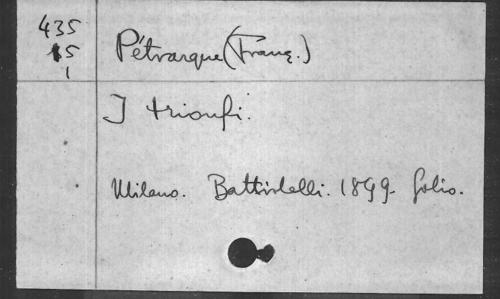 435
15
1
Pétrarque (Franç.)
I trionfi.
Milano. Battistelli. 1899. folio.